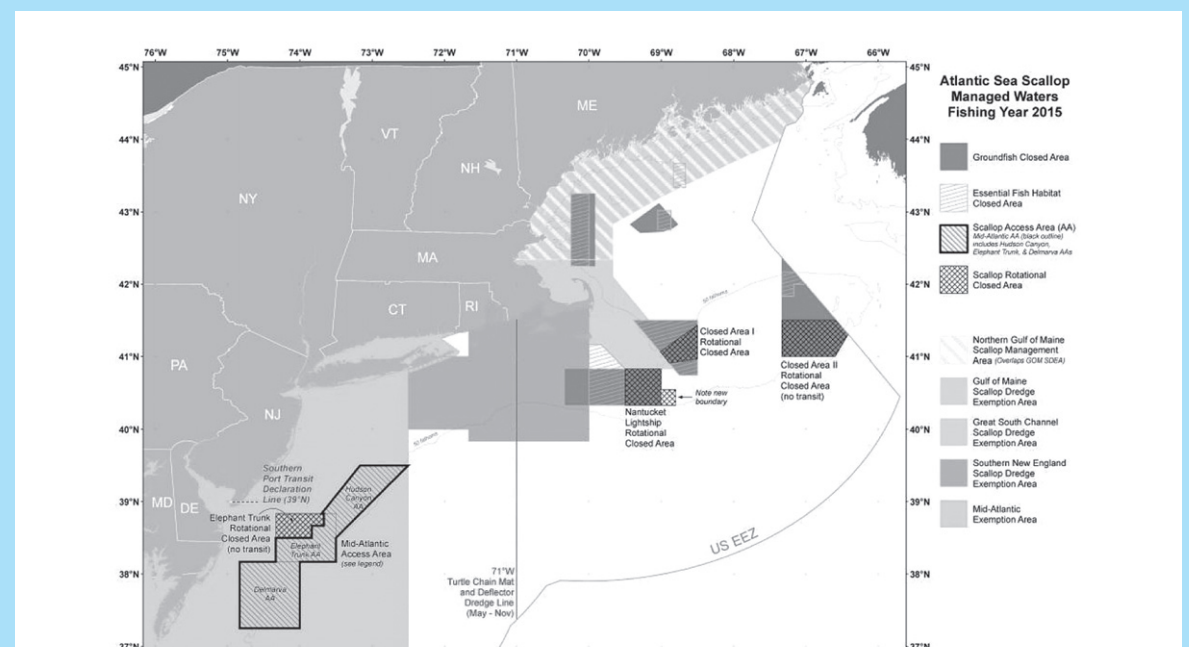 76°W 75°W 74°W 73°W 72°W 71°W 70°W 69°W 68°W 67°W 66°W
45°N 45°N
Atlantic Sea Scallop
Managed Waters
Fishing Year 2015
ME
VT
44°N 44°N
Groundfish Closed Area
NH
NY
Essential Fish Habitat
Closed Area
43°N 43°N
Scallop Access Area (AA)
Mid-Atlantic AA (black outline)
includes Hudson Canyon,
Elephant Trunk, & Delmarva AAs
MA
Scallop Rotational
Closed Area
42°N 42°N
50 fathoms
CT
RI
Closed Area I
Rotational
Closed Area
41°N 41°N
Northern Gulf of Maine
Scallop Management
Area (Overlaps GOM SDEA)
PA
Closed Area II
Rotational
Closed Area
(no transit)
Gulf of Maine
Scallop Dredge
Exemption Area
Note new
boundary
NJ
Nantucket
Lightship
Rotational
Closed Area
40°N 40°N
Great South Channel
Scallop Dredge
Exemption Area
50 fathoms
Southern New England
Scallop Dredge
Exemption Area
Southern
Port Transit
Declaration
Line (39°N)
Hudson
Canyon
AA
39°N 39°N
MD
DE
Mid-Atlantic
Exemption Area
Elephant Trunk
Rotational
Closed Area
(no transit)
Elephant
Trunk AA
Mid-Atlantic
Access Area
(see legend)
US EEZ
38°N 38°N
71°W
Turtle Chain Mat
and Deflector
Dredge Line
(May - Nov)
Delmarva
AA
37°N 37°N